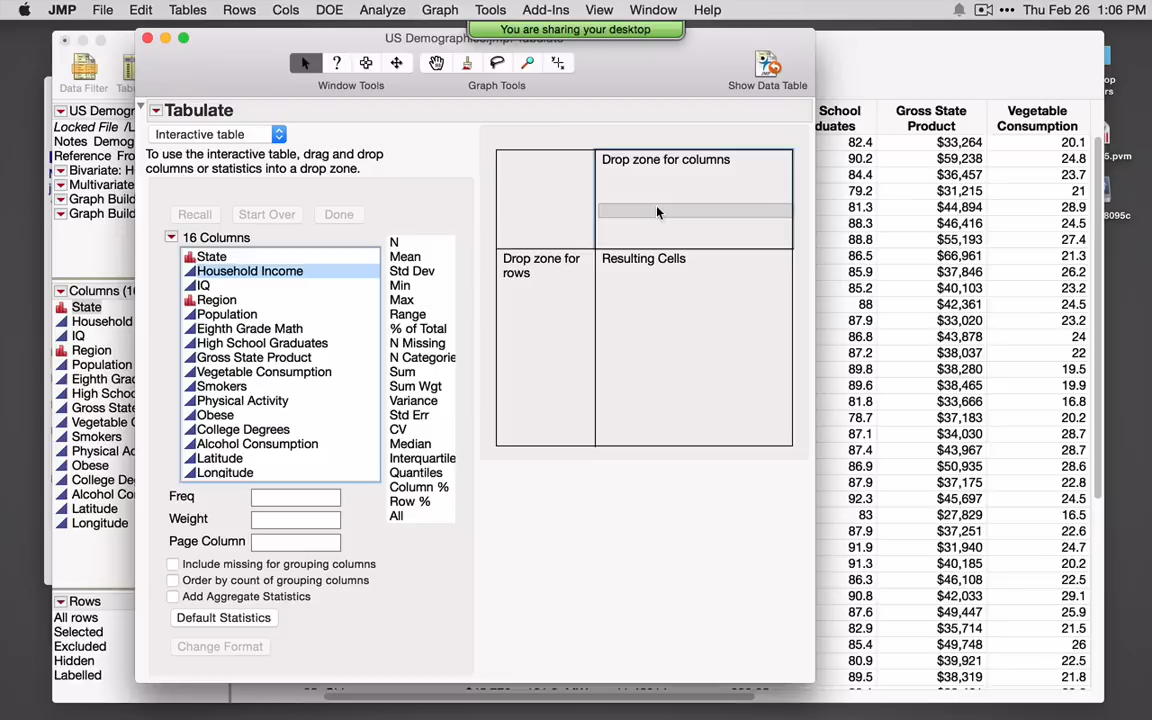 JMP File Edit Tables Rows Cols DOE Analyze Graph Tools Add-Ins View Window Help Thu Feb 26 1:06 PM
You are sharing your desktop
US Demographics.jmp: Tabulate
Data Filter
Window Tools
Graph Tools
Show Data Table
Tabulate
Interactive table
To use the interactive table, drag and drop
columns or statistics into a drop zone.
Recall Start Over Done
16 Columns
State
Household Income
IQ
Region
Population
Eighth Grade Math
High School Graduates
Gross State Product
Vegetable Consumption
Smokers
Physical Activity
Obese
College Degrees
Alcohol Consumption
Latitude
Longitude
N
Mean
Std Dev
Min
Max
Range
% of Total
N Missing
N Categorie
Sum
Sum Wgt
Variance
Std Err
CV
Median
Interquartile
Quantiles
Column %
Row %
All
Freq
Weight
Page Column
Include missing for grouping columns
Order by count of grouping columns
Add Aggregate Statistics
Default Statistics
Change Format
Drop zone for columns
Drop zone for
rows
Resulting Cells
US Demogr
Locked File /L
Notes Demog
Reference Fro
Bivariate: H
Multivariate
Graph Build
Graph Build
Columns (16
State
Household
IQ
Region
Population
Eighth Grad
High Schoo
Gross State
Vegetable C
Smokers
Physical Ac
Obese
College De
Alcohol Co
Latitude
Longitude
Rows
All rows
Selected
Excluded
Hidden
Labelled
School Gross State Vegetable
duates Product Consumption
82.4 $33,264 20.1
90.2 $59,238 24.8
84.4 $36,457 23.7
79.2 $31,215 21
81.3 $44,894 28.9
88.3 $46,416 24.5
88.8 $55,193 27.4
86.5 $66,961 21.3
85.9 $37,846 26.2
85.2 $40,103 23.2
88 $42,361 24.5
87.9 $33,020 23.2
86.8 $43,878 24
87.2 $38,037 22
89.8 $38,280 19.5
89.6 $38,465 19.9
81.8 $33,666 16.8
78.7 $37,183 20.2
87.1 $34,030 28.7
87.4 $43,967 28.7
86.9 $50,935 28.6
87.9 $37,175 22.8
92.3 $45,697 24.5
83 $27,829 16.5
87.9 $37,251 22.6
91.9 $31,940 24.7
91.3 $40,185 20.2
86.3 $46,108 22.5
90.8 $42,033 29.1
87.6 $49,447 25.9
82.9 $35,714 21.5
85.4 $49,748 26
80.9 $39,921 22.5
89.5 $38,319 21.8
op
rs
5.pvm
8095c